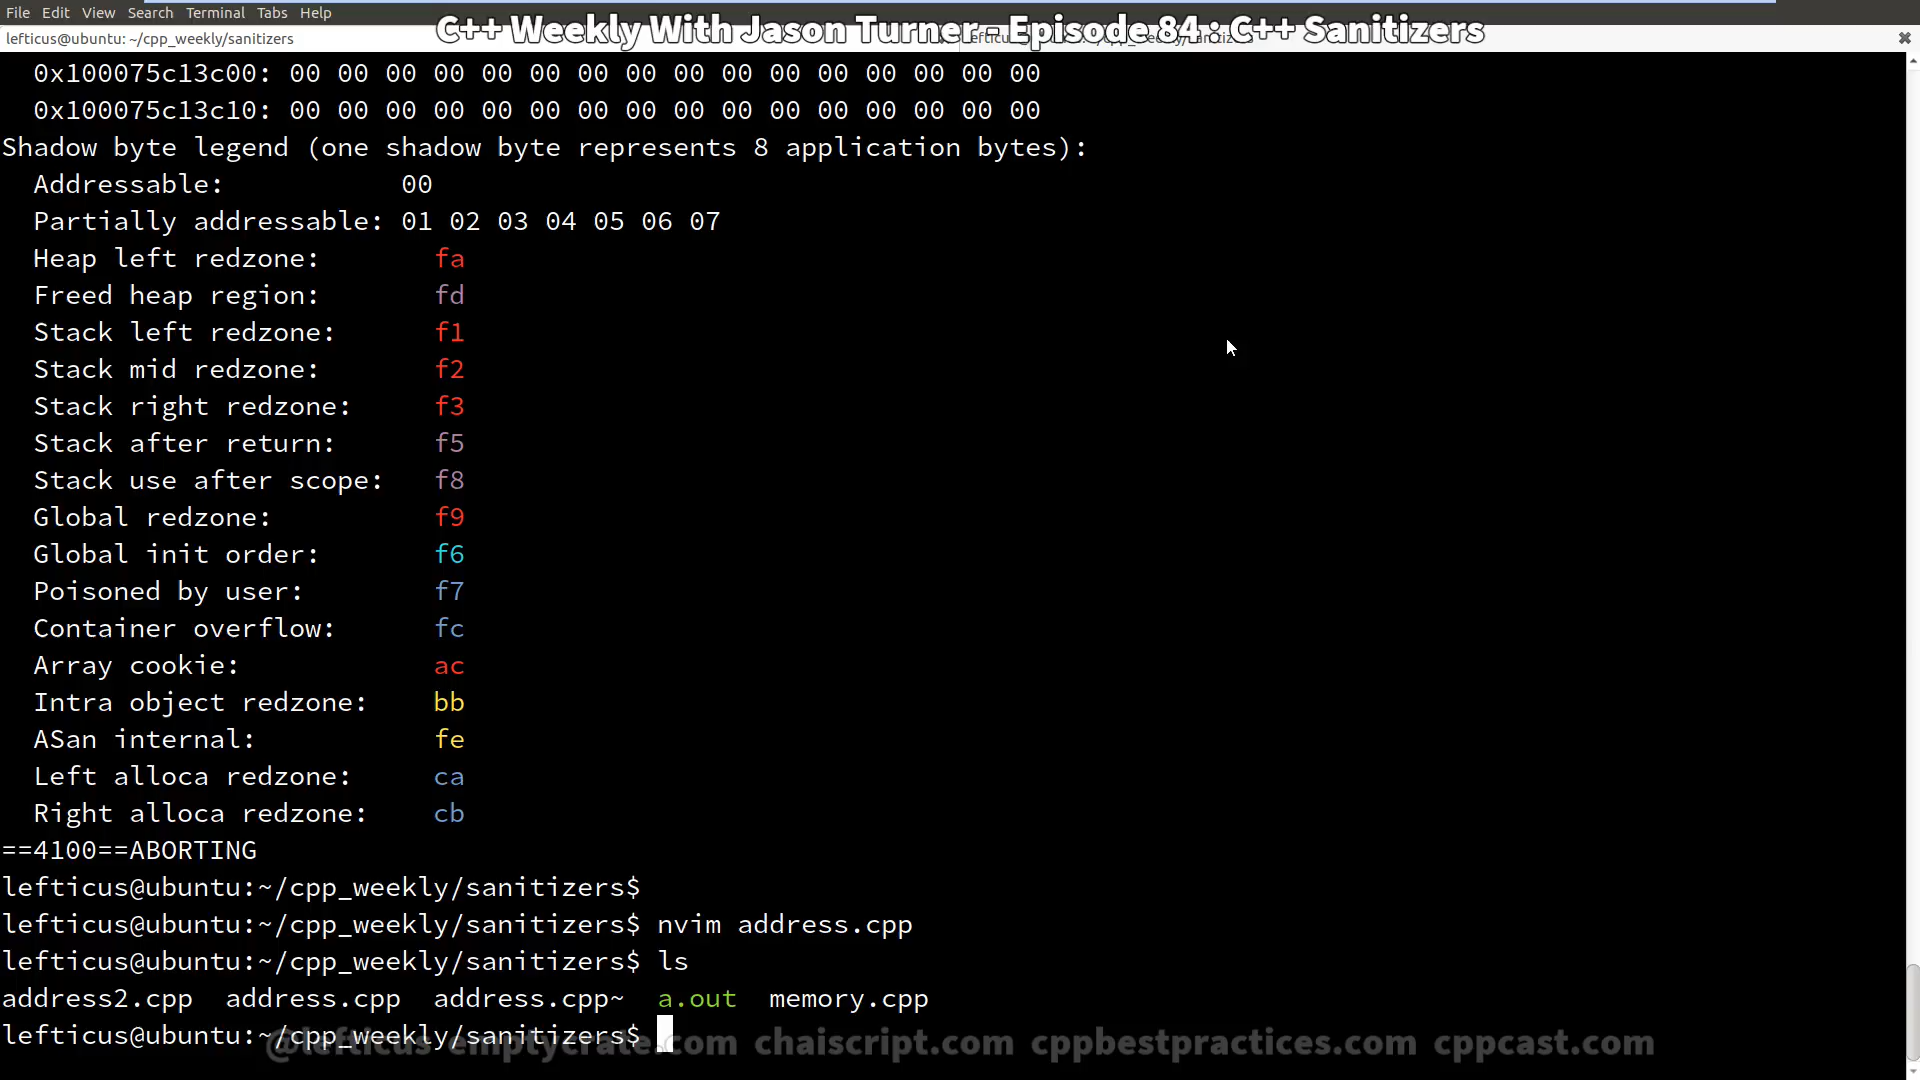 File Edit View Search Terminal Tabs Help
C++ Weekly With Jason Turner - Episode 84 : C++ Sanitizers
lefticus@ubuntu: ~/cpp_weekly/sanitizers
0x100075c13c00: 00 00 00 00 00 00 00 00 00 00 00 00 00 00 00 00
0x100075c13c10: 00 00 00 00 00 00 00 00 00 00 00 00 00 00 00 00
Shadow byte legend (one shadow byte represents 8 application bytes):
Addressable: 00
Partially addressable: 01 02 03 04 05 06 07
Heap left redzone: fa
Freed heap region: fd
Stack left redzone: f1
Stack mid redzone: f2
Stack right redzone: f3
Stack after return: f5
Stack use after scope: f8
Global redzone: f9
Global init order: f6
Poisoned by user: f7
Container overflow: fc
Array cookie: ac
Intra object redzone: bb
ASan internal: fe
Left alloca redzone: ca
Right alloca redzone: cb
==4100==ABORTING
lefticus@ubuntu:~/cpp_weekly/sanitizers$
lefticus@ubuntu:~/cpp_weekly/sanitizers$ nvim address.cpp
lefticus@ubuntu:~/cpp_weekly/sanitizers$ ls
address2.cpp address.cpp address.cpp~ a.out memory.cpp
lefticus@ubuntu:~/cpp_weekly/sanitizers$
@lefticus emptycrate.com chaiscript.com cppbestpractices.com cppcast.com